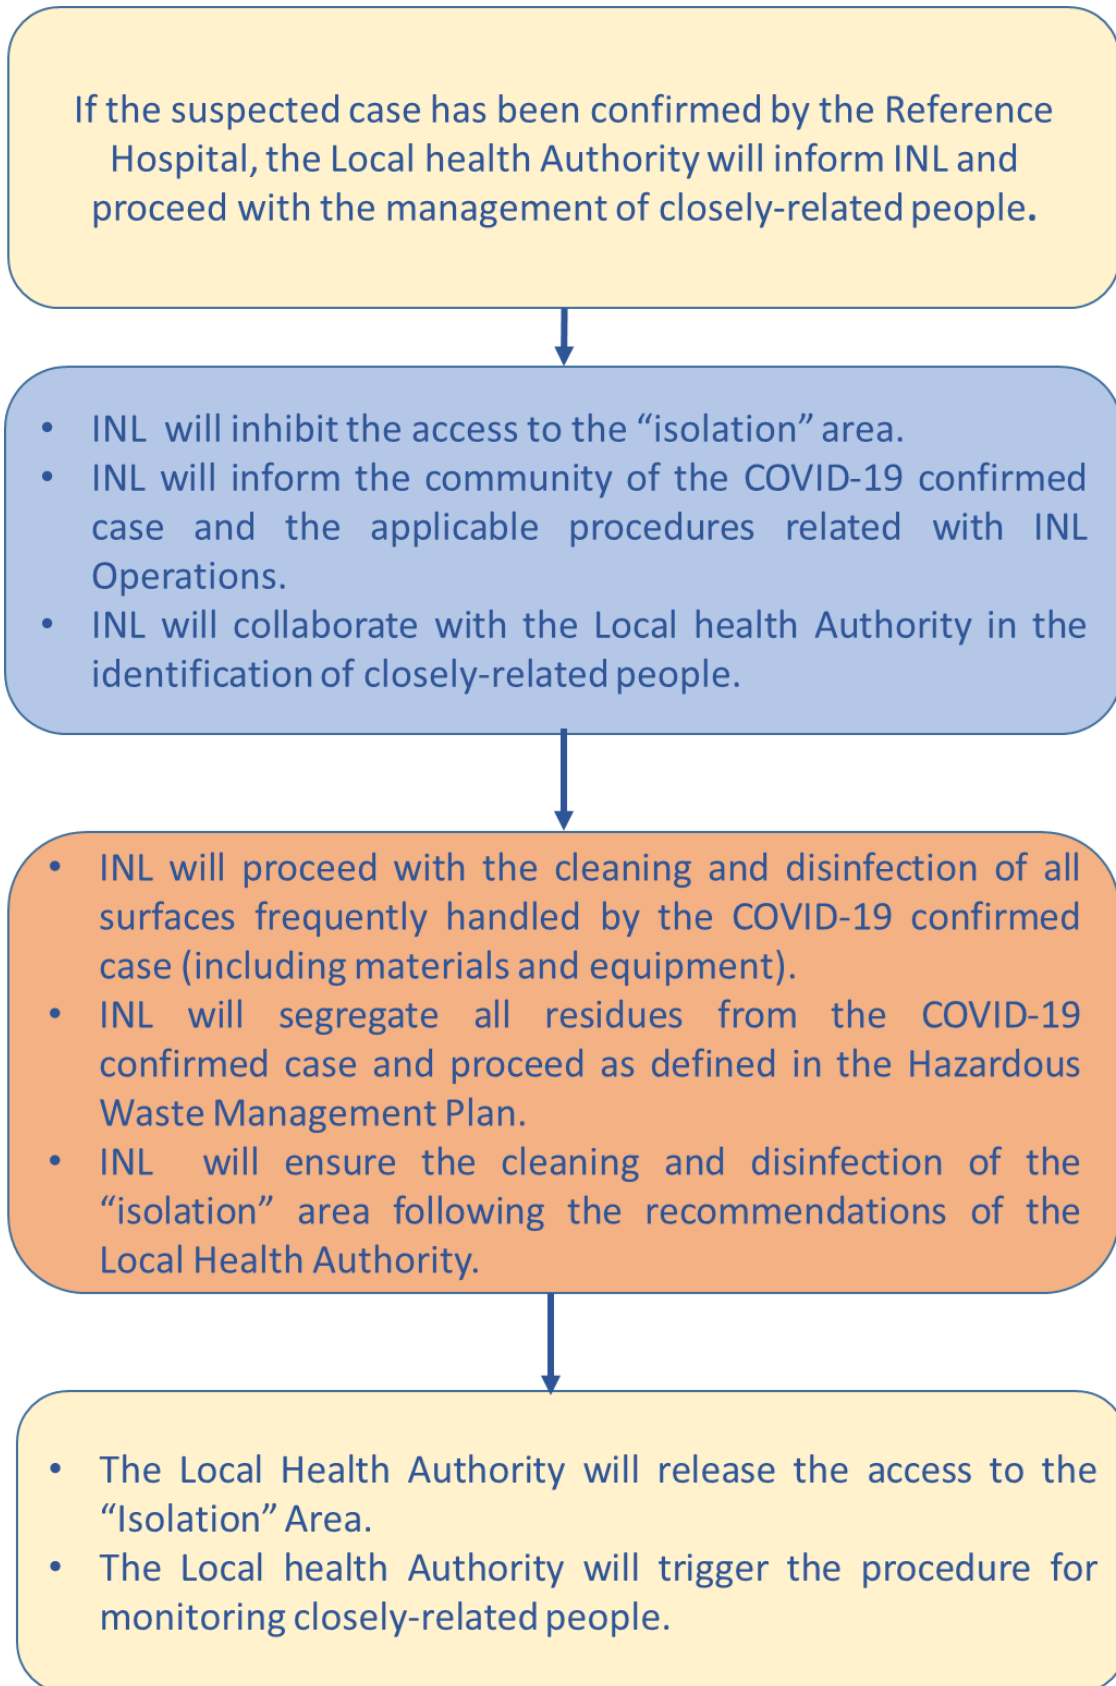 If the suspected case has been confirmed by the Reference
Hospital, the Local health Authority will inform INL and
proceed with the management of closely-related people.
• INL will inhibit the access to the “isolation” area.
• INL will inform the community of the COVID-19 confirmed
case and the applicable procedures related with INL
Operations.
• INL will collaborate with the Local health Authority in the
identification of closely-related people.
• INL will proceed with the cleaning and disinfection of all
surfaces frequently handled by the COVID-19 confirmed
case (including materials and equipment).
• INL will segregate all residues from the COVID-19
confirmed case and proceed as defined in the Hazardous
Waste Management Plan.
• INL will ensure the cleaning and disinfection of the
“isolation” area following the recommendations of the
Local Health Authority.
• The Local Health Authority will release the access to the
“Isolation” Area.
• The Local health Authority will trigger the procedure for
monitoring closely-related people.